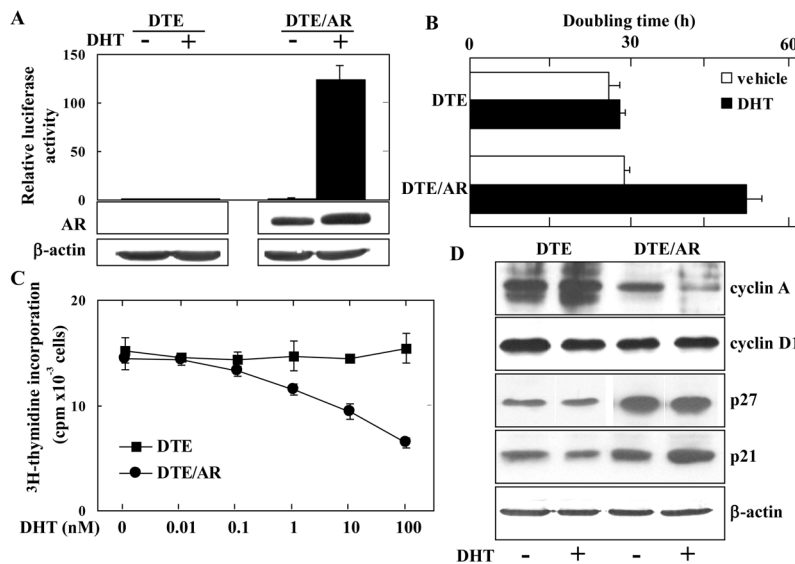 A
DTE DTE/AR
DHT - + - +
Relative luciferase
activity
150
100
50
0
AR
β-actin
B
Doubling time (h)
0 30 60
vehicle
DHT
DTE
DTE/AR
C
³H-thymidine incorporation
(cpm x10⁻³ cells)
20
10
0
DTE
DTE/AR
DHT (nM) 0 0.01 0.1 1 10 100
D
DTE DTE/AR
cyclin A
cyclin D1
p27
p21
β-actin
DHT - + - +